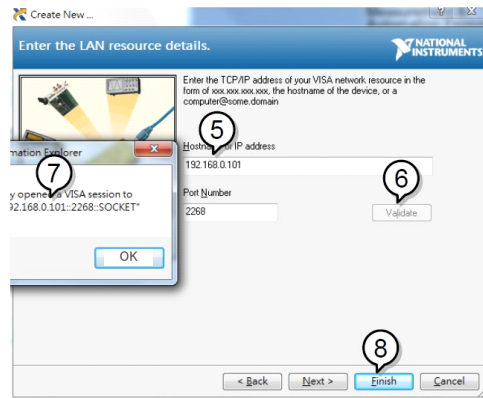 Create New ...
Enter the LAN resource details.
NATIONAL
INSTRUMENTS
Enter the TCP/IP address of your VISA network resource in the
form of xxx.xxx.xxx.xxx, the hostname of the device, or a
computer@some.domain
5
Hostname or IP address
192.168.0.101
6
Port Number
2268
Validate
mation Explorer
7
y opened a VISA session to
92.168.0.101::2268::SOCKET"
OK
8
< Back
Next >
Finish
Cancel